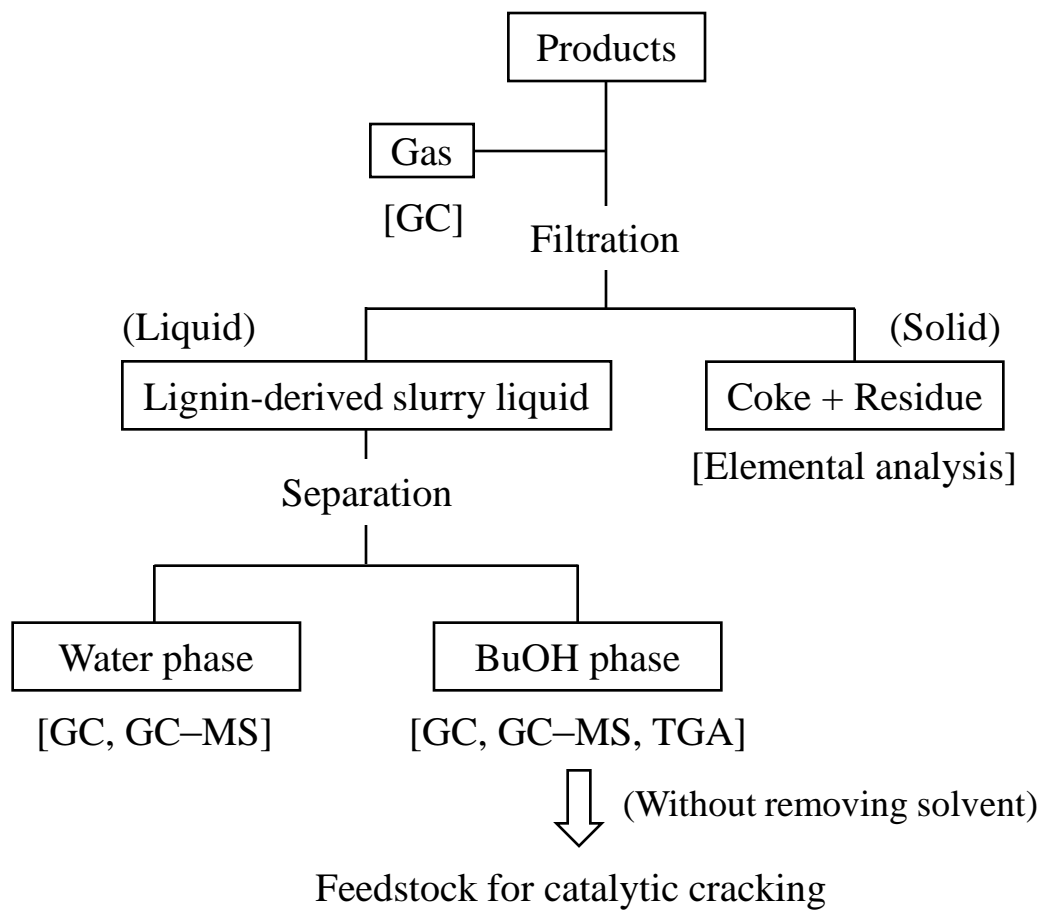 Products
Gas
[GC]
Filtration
(Liquid)
(Solid)
Lignin-derived slurry liquid
Coke + Residue
[Elemental analysis]
Separation
Water phase
BuOH phase
[GC, GC–MS]
[GC, GC–MS, TGA]
(Without removing solvent)
Feedstock for catalytic cracking